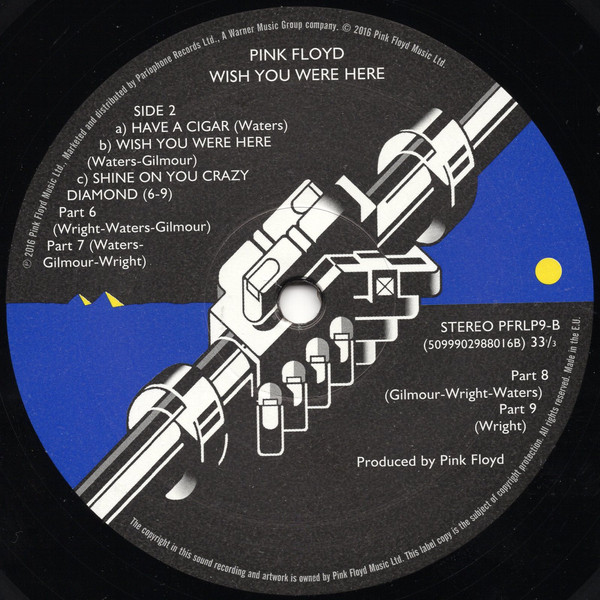 ℗ 2016 Pink Floyd Music Ltd., Marketed and distributed by Parlophone Records Ltd., A Warner Music Group company. © 2016 Pink Floyd Music Ltd.
PINK FLOYD
WISH YOU WERE HERE
SIDE 2
a) HAVE A CIGAR (Waters)
b) WISH YOU WERE HERE
(Waters-Gilmour)
c) SHINE ON YOU CRAZY
DIAMOND (6-9)
Part 6
(Wright-Waters-Gilmour)
Part 7 (Waters-
Gilmour-Wright)
STEREO PFRLP9-B
(5099902988016B) 33⅓
Part 8
(Gilmour-Wright-Waters)
Part 9
(Wright)
Produced by Pink Floyd
The copyright in this sound recording and artwork is owned by Pink Floyd Music Ltd. This label copy is the subject of copyright protection. All rights reserved. Made in the E.U.